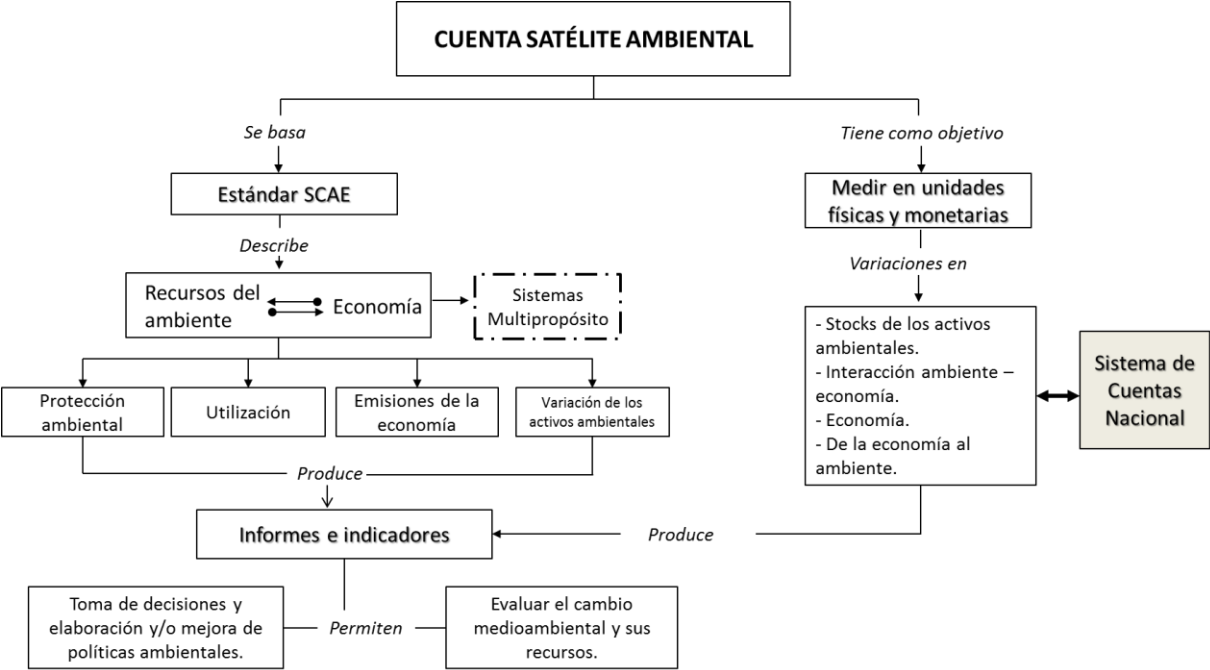 CUENTA SATÉLITE AMBIENTAL
Se basa
Tiene como objetivo
Estándar SCAE
Medir en unidades
físicas y monetarias
Describe
Variaciones en
Recursos del
ambiente
Economía
Sistemas
Multipropósito
- Stocks de los activos
ambientales.
- Interacción ambiente –
economía.
- Economía.
- De la economía al
ambiente.
Sistema de
Cuentas
Nacional
Protección
ambiental
Utilización
Emisiones de la
economía
Variación de los
activos ambientales
Produce
Informes e indicadores
Produce
Toma de decisiones y
elaboración y/o mejora de
políticas ambientales.
Permiten
Evaluar el cambio
medioambiental y sus
recursos.